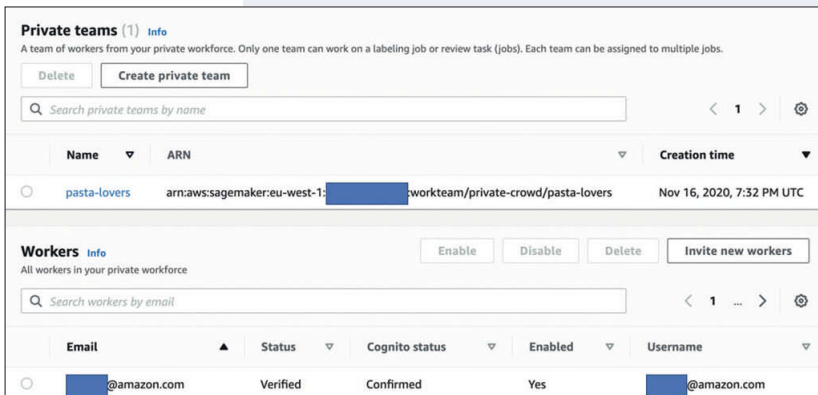 Private teams (1) Info
A team of workers from your private workforce. Only one team can work on a labeling job or review task (jobs). Each team can be assigned to multiple jobs.
Delete Create private team
Search private teams by name < 1 >
Name ARN Creation time
pasta-lovers arn:aws:sagemaker:eu-west-1: :workteam/private-crowd/pasta-lovers Nov 16, 2020, 7:32 PM UTC
Workers Info Enable Disable Delete Invite new workers
All workers in your private workforce
Search workers by email < 1 ... >
Email Status Cognito status Enabled Username
@amazon.com Verified Confirmed Yes @amazon.com